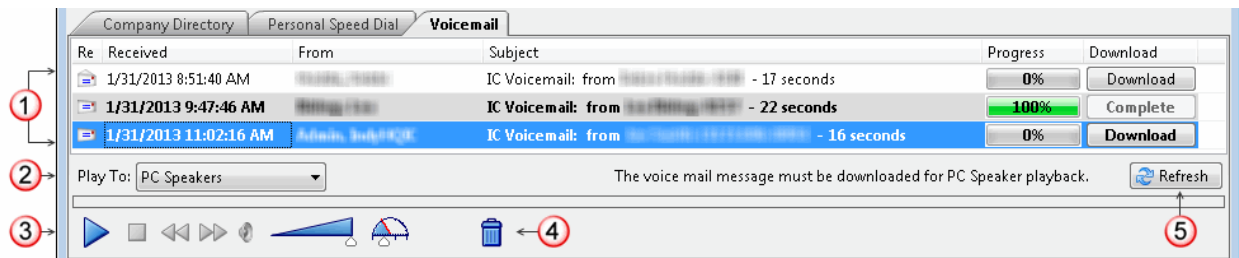 Company Directory Personal Speed Dial Voicemail
Re Received From Subject Progress Download
1/31/2013 8:51:40 AM IC Voicemail: from - 17 seconds 0% Download
1 1/31/2013 9:47:46 AM IC Voicemail: from - 22 seconds 100% Complete
1/31/2013 11:02:16 AM IC Voicemail: from - 16 seconds 0% Download
2 Play To: PC Speakers The voice mail message must be downloaded for PC Speaker playback. Refresh
3 4 5